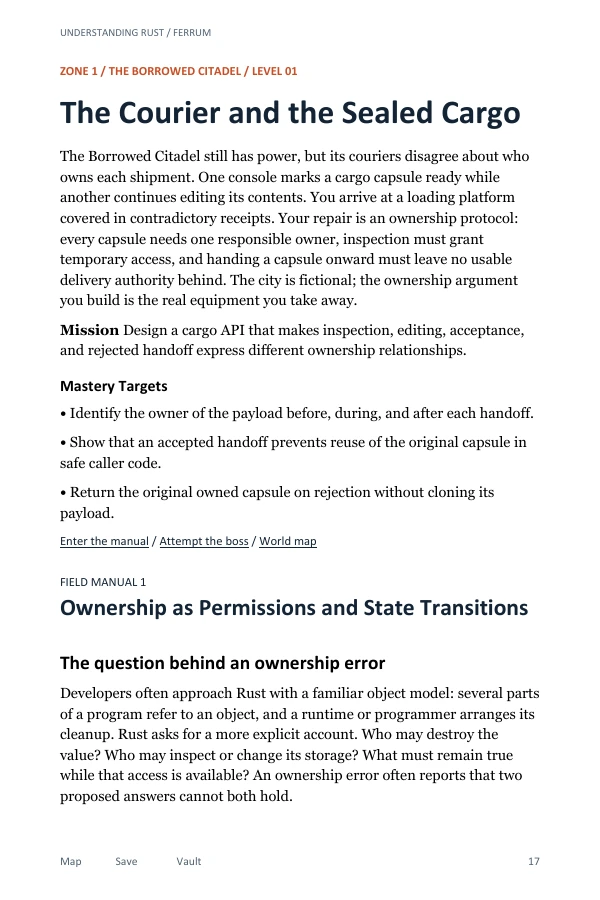 UNDERSTANDING RUST / FERRUM
ZONE 1 / THE BORROWED CITADEL / LEVEL 01
The Courier and the Sealed Cargo
The Borrowed Citadel still has power, but its couriers disagree about who
owns each shipment. One console marks a cargo capsule ready while
another continues editing its contents. You arrive at a loading platform
covered in contradictory receipts. Your repair is an ownership protocol:
every capsule needs one responsible owner, inspection must grant
temporary access, and handing a capsule onward must leave no usable
delivery authority behind. The city is fictional; the ownership argument
you build is the real equipment you take away.
Mission Design a cargo API that makes inspection, editing, acceptance,
and rejected handoff express different ownership relationships.
Mastery Targets
• Identify the owner of the payload before, during, and after each handoff.
• Show that an accepted handoff prevents reuse of the original capsule in
safe caller code.
• Return the original owned capsule on rejection without cloning its
payload.
Enter the manual / Attempt the boss / World map
FIELD MANUAL 1
Ownership as Permissions and State Transitions
The question behind an ownership error
Developers often approach Rust with a familiar object model: several parts
of a program refer to an object, and a runtime or programmer arranges its
cleanup. Rust asks for a more explicit account. Who may destroy the
value? Who may inspect or change its storage? What must remain true
while that access is available? An ownership error often reports that two
proposed answers cannot both hold.
Map Save Vault 17